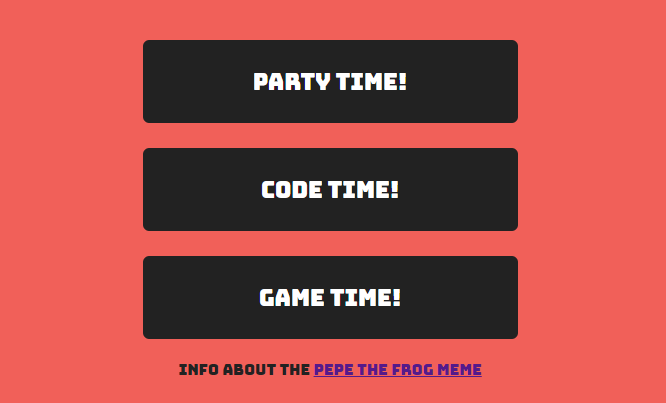 PARTY TIME!
CODE TIME!
GAME TIME!
INFO ABOUT THE PEPE THE FROG MEME